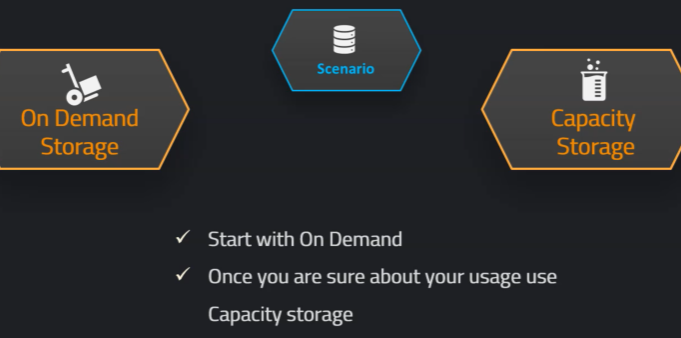 Scenario
On Demand
Storage
Capacity
Storage
✓ Start with On Demand
✓ Once you are sure about your usage use
Capacity storage